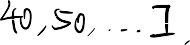 40, 50, ... ]